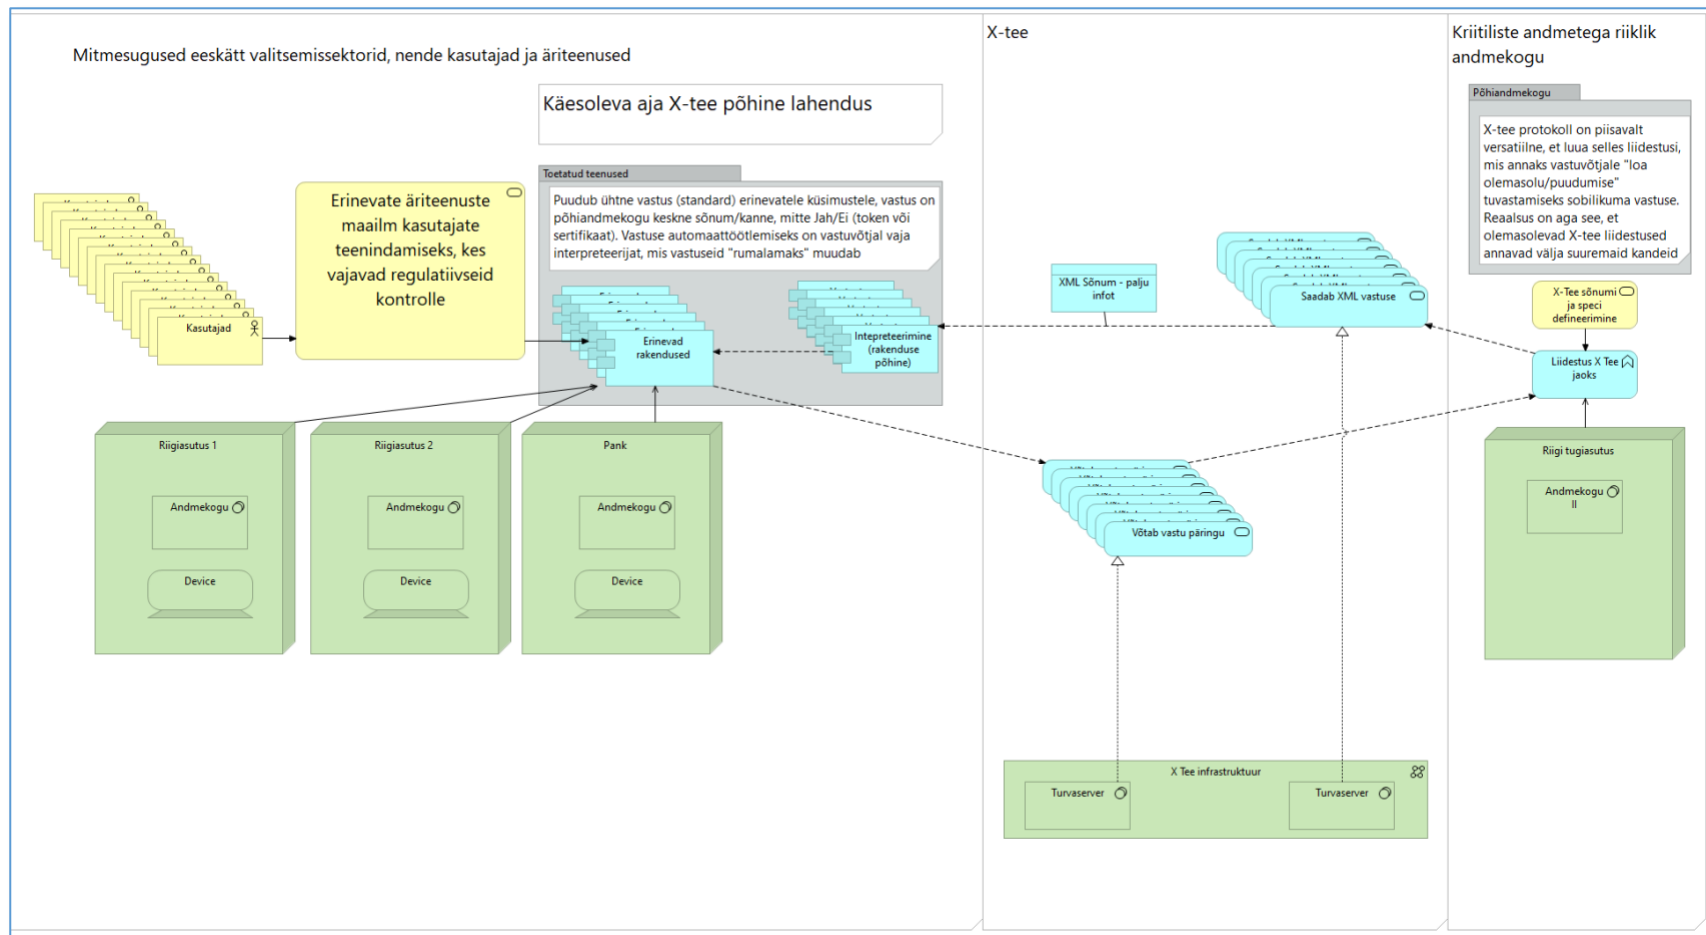 Mitmesugused eeskätt valitsemissektorid, nende kasutajad ja äriteenused
Käesoleva aja X-tee põhine lahendus
Kasutajad
Erinevate äriteenuste
maailm kasutajate
teenindamiseks, kes
vajavad regulatiivseid
kontrolle
Toetatud teenused
Puudub ühtne vastus (standard) erinevatele küsimustele, vastus on
põhiandmekogu keskne sõnum/kanne, mitte Jah/Ei (token või
sertifikaat). Vastuse automaattöötlemiseks on vastuvõtjal vaja
interpreteerijat, mis vastuseid "rumalamaks" muudab
Erinevad
rakendused
Intepreteerimine
(rakenduse
põhine)
Riigiasutus 1
Andmekogu
Device
Riigiasutus 2
Andmekogu
Device
Pank
Andmekogu
Device
X-tee
XML Sõnum - palju
infot
Saadab XML vastuse
Võtab vastu päringu
X Tee infrastruktuur
Turvaserver
Turvaserver
Kriitiliste andmetega riiklik
andmekogu
Põhiandmekogu
X-tee protokoll on piisavalt
versatiilne, et luua selles liidestusi,
mis annaks vastuvõtjale "loa
olemasolu/puudumise"
tuvastamiseks sobilikuma vastuse.
Reaalsus on aga see, et
olemasolevad X-tee liidestused
annavad välja suuremaid kandeid
X-Tee sõnumi
ja speci
defineerimine
Liidestus X Tee
jaoks
Riigi tugiasutus
Andmekogu
II